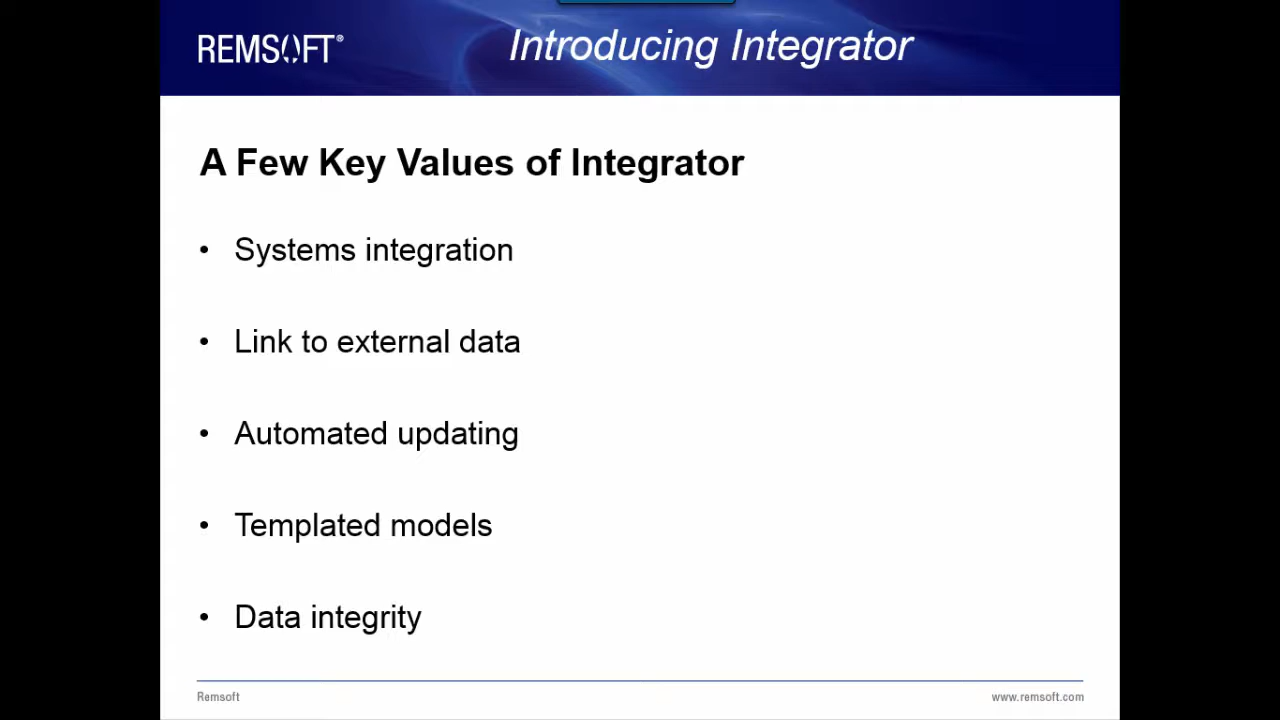 REMSOFT®
Introducing Integrator
A Few Key Values of Integrator
• Systems integration
• Link to external data
• Automated updating
• Templated models
• Data integrity
Remsoft
www.remsoft.com